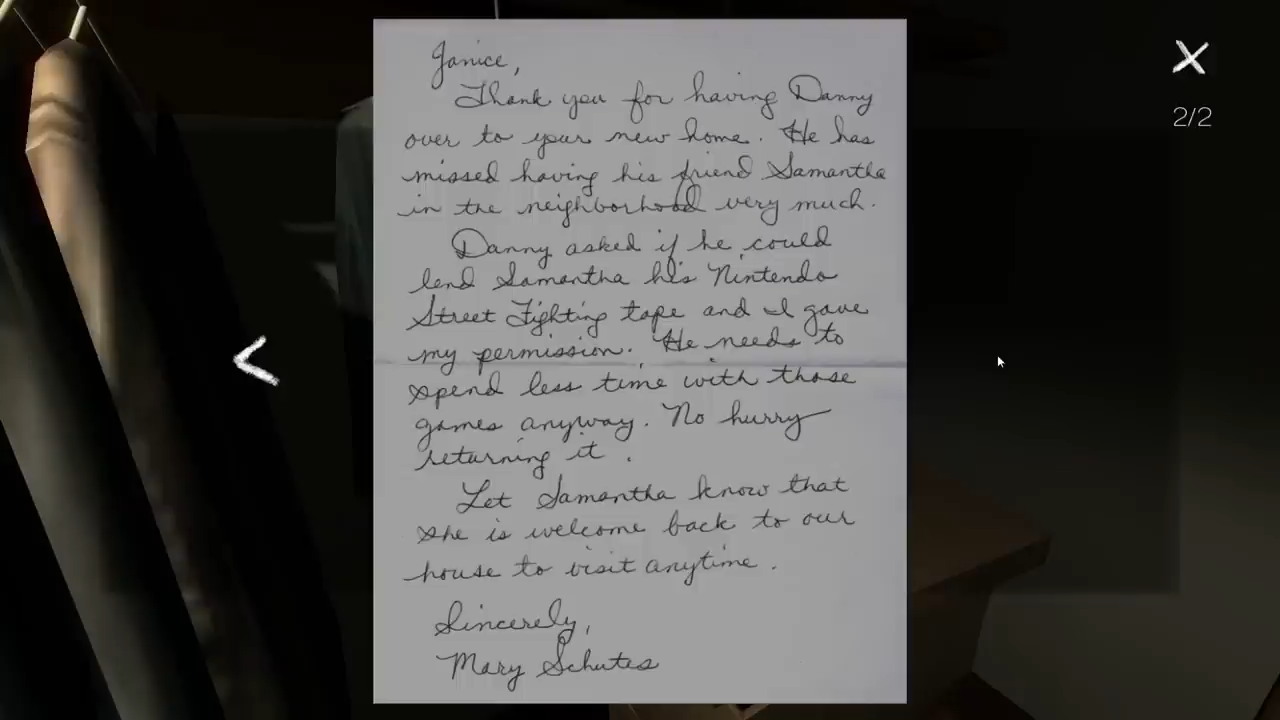 Janice,
Thank you for having Danny
over to your new home. He has
missed having his friend Samantha
in the neighborhood very much.
Danny asked if he could
lend Samantha his Nintendo
Street Fighting tape and I gave
my permission. He needs to
spend less time with those
games anyway. No hurry
returning it.
Let Samantha know that
she is welcome back to our
house to visit anytime.
Sincerely,
Mary Schutes
2/2